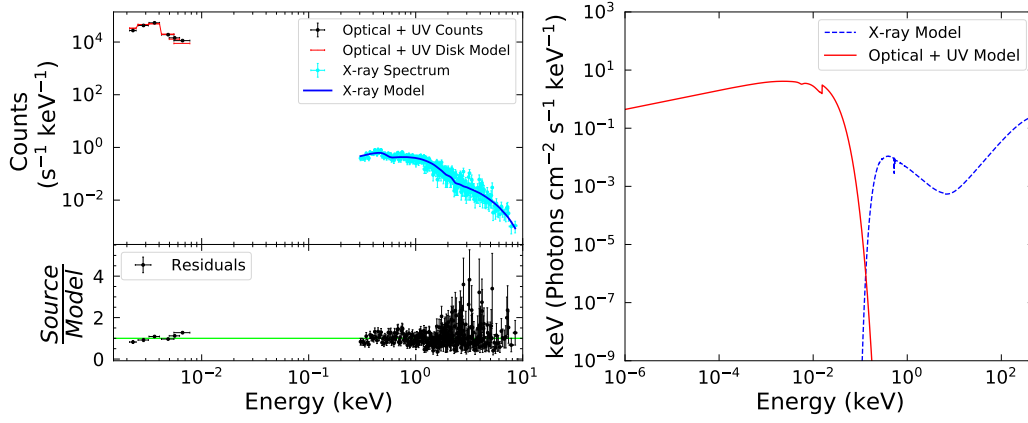 Counts
(s⁻¹ keV⁻¹)
10⁴
10²
10⁰
10⁻²
Optical + UV Counts
Optical + UV Disk Model
X-ray Spectrum
X-ray Model
Source
Model
4
2
0
Residuals
10⁻²
10⁻¹
10⁰
10¹
Energy (keV)
keV (Photons cm⁻² s⁻¹ keV⁻¹)
10³
10¹
10⁻¹
10⁻³
10⁻⁵
10⁻⁷
10⁻⁹
X-ray Model
Optical + UV Model
10⁻⁶
10⁻⁴
10⁻²
10⁰
10²
Energy (keV)